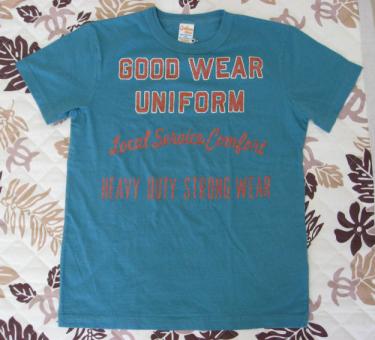 GOOD WEAR
UNIFORM
Local Service Comfort
HEAVY DUTY STRONG WEAR